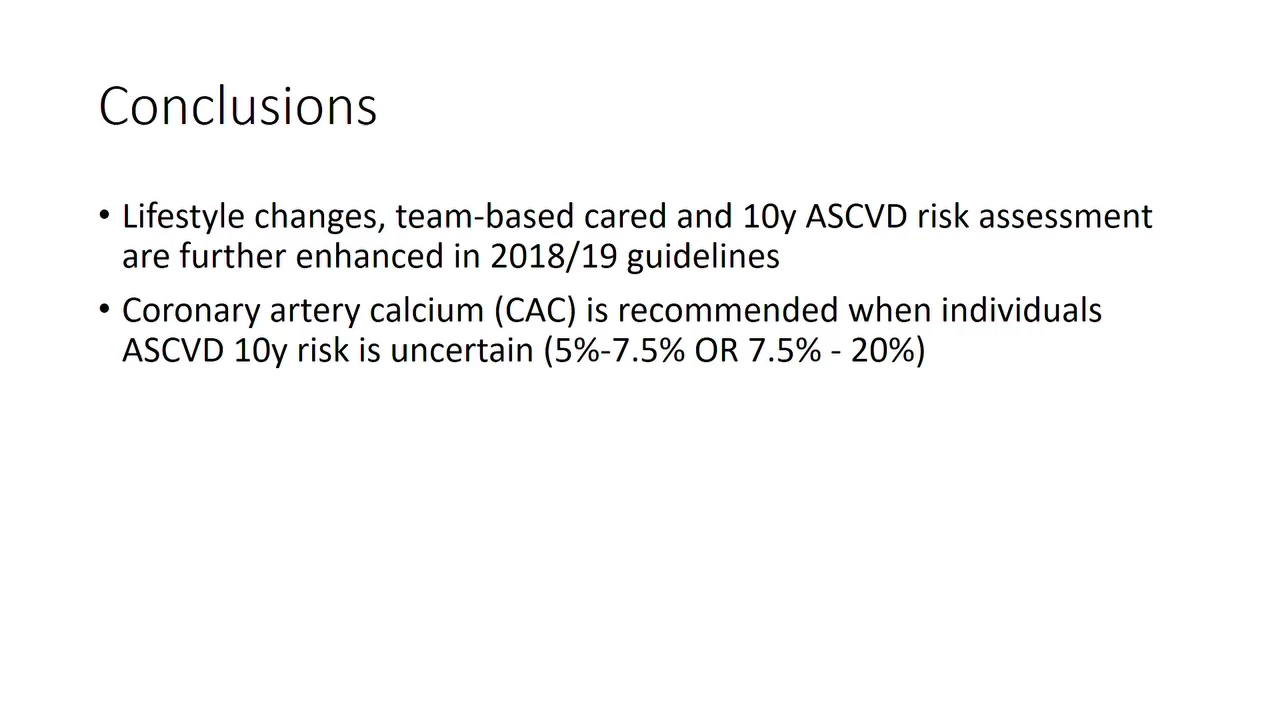 Conclusions
• Lifestyle changes, team-based cared and 10y ASCVD risk assessment
are further enhanced in 2018/19 guidelines
• Coronary artery calcium (CAC) is recommended when individuals
ASCVD 10y risk is uncertain (5%-7.5% OR 7.5% - 20%)